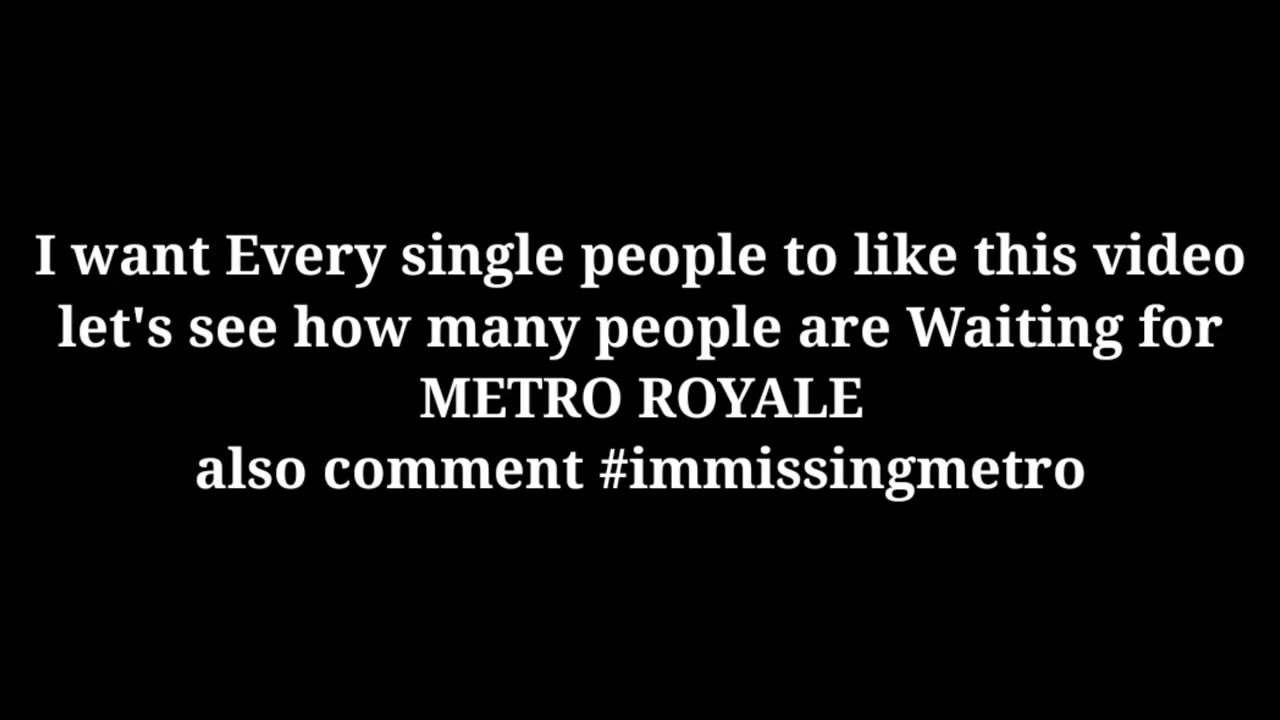 I want Every single people to like this video
let's see how many people are Waiting for
METRO ROYALE
also comment #immissingmetro